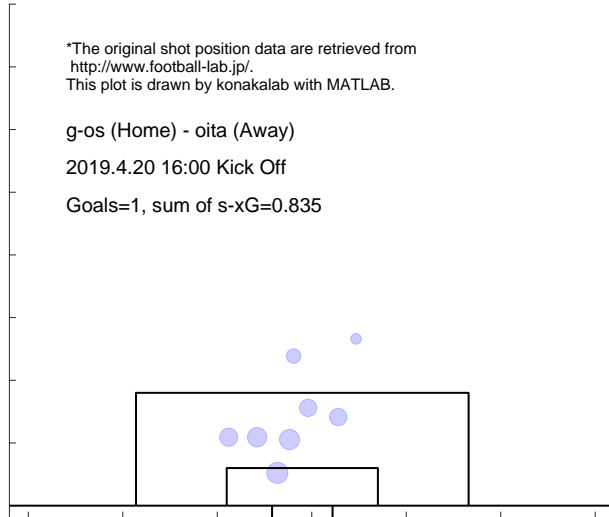 *The original shot position data are retrieved from
http://www.football-lab.jp/.
This plot is drawn by konakalab with MATLAB.
g-os (Home) - oita (Away)
2019.4.20 16:00 Kick Off
Goals=1, sum of s-xG=0.835